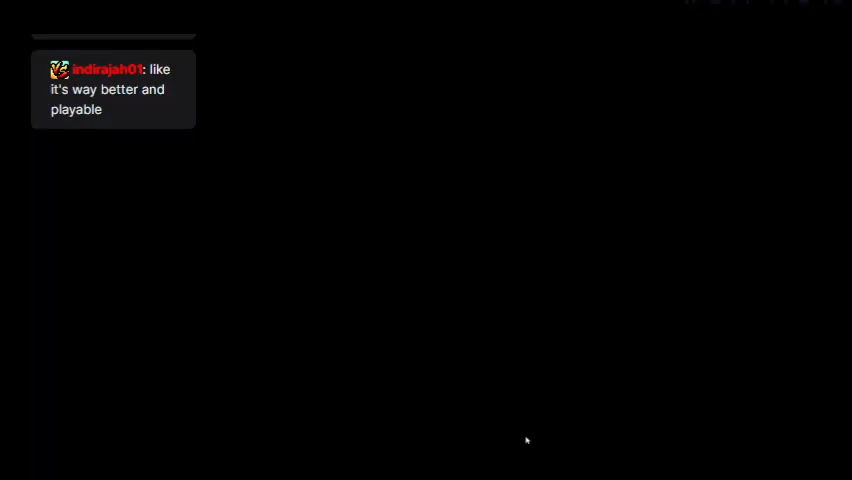 indirajah01: like
it's way better and
playable